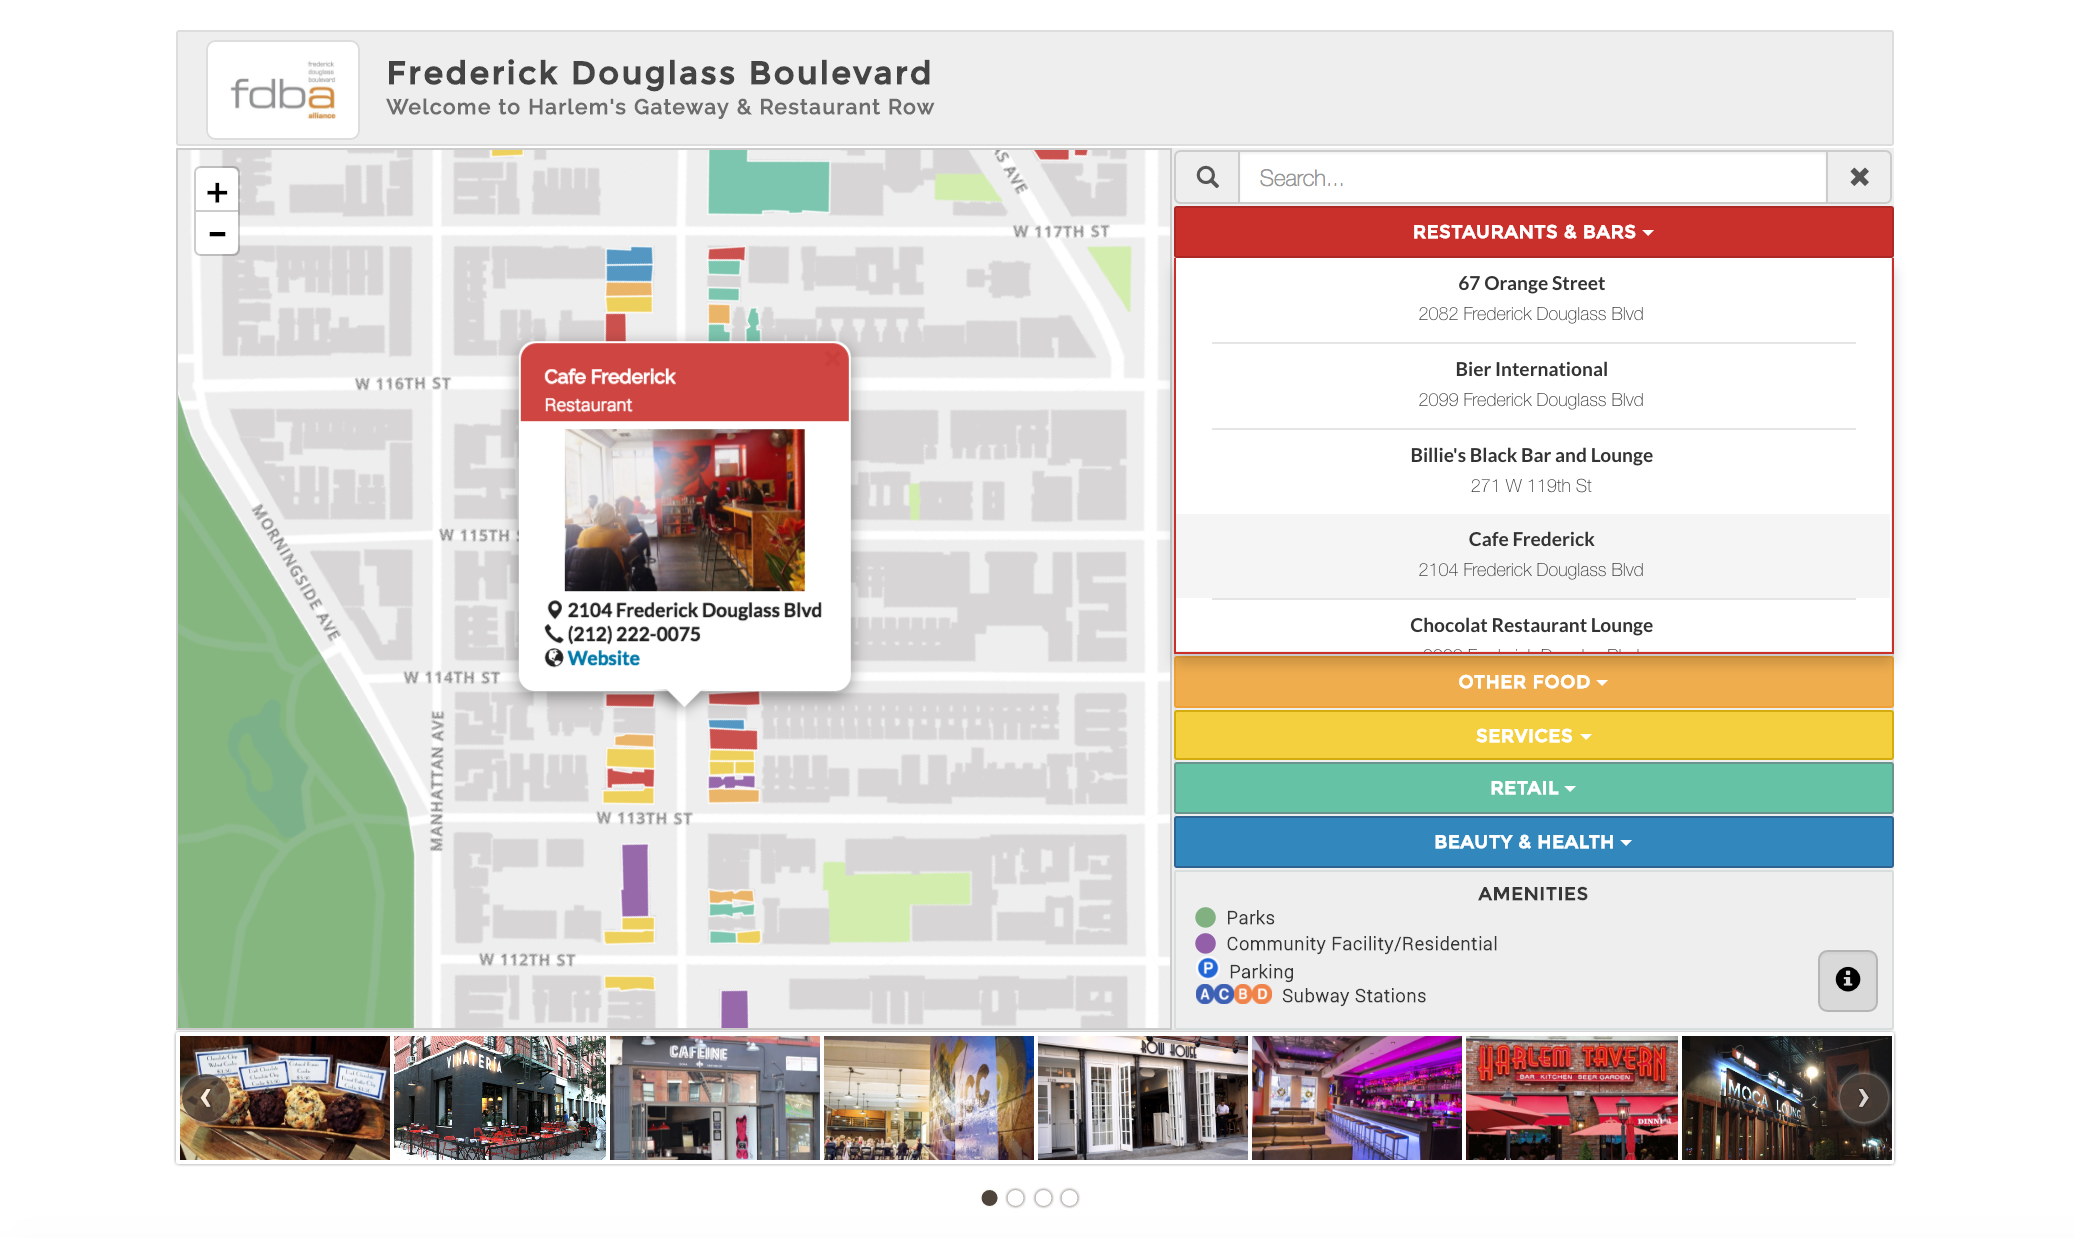 frederick
douglass
boulevard
fdba
alliance
Frederick Douglass Boulevard
Welcome to Harlem's Gateway & Restaurant Row
+
−
S AVE
W 117TH ST
W 116TH ST
W 115TH
W 114TH ST
W 113TH ST
W 112TH ST
MORNINGSIDE AVE
MANHATTAN AVE
Cafe Frederick
Restaurant
2104 Frederick Douglass Blvd
(212) 222-0075
Website
Search...
RESTAURANTS & BARS
67 Orange Street
2082 Frederick Douglass Blvd
Bier International
2099 Frederick Douglass Blvd
Billie's Black Bar and Lounge
271 W 119th St
Cafe Frederick
2104 Frederick Douglass Blvd
Chocolat Restaurant Lounge
OTHER FOOD
SERVICES
RETAIL
BEAUTY & HEALTH
AMENITIES
Parks
Community Facility/Residential
P Parking
A C B D Subway Stations
VINATERIA
CAFEINE
ROW HOUSE
HARLEM TAVERN
BAR KITCHEN BEER GARDEN
DINNER
MOCA LOUNGE